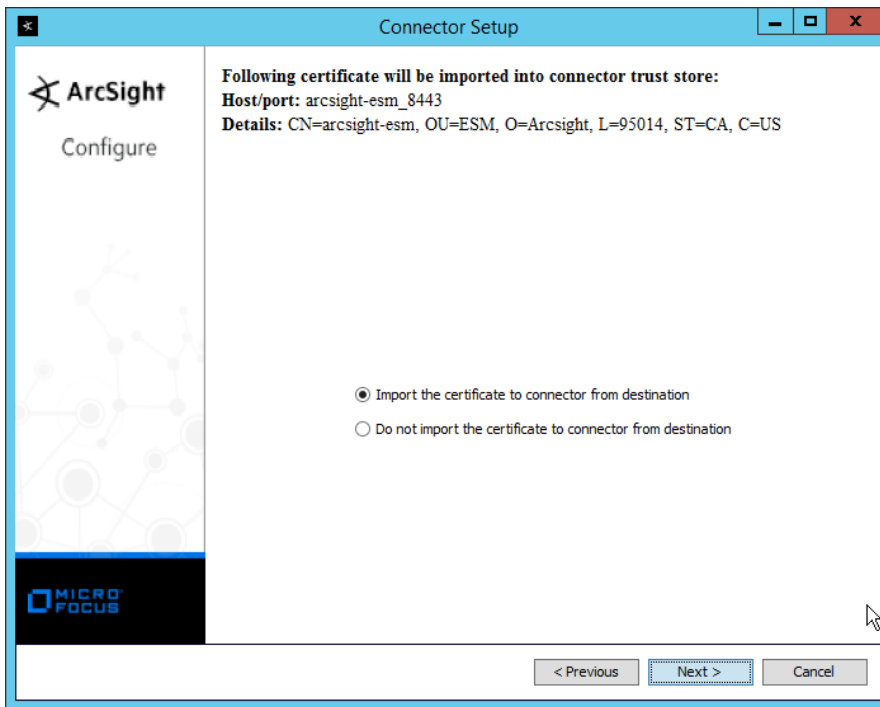 Connector Setup
ArcSight
Configure
Following certificate will be imported into connector trust store:
Host/port: arcsight-esm_8443
Details: CN=arcsight-esm, OU=ESM, O=Arcsight, L=95014, ST=CA, C=US
Import the certificate to connector from destination
Do not import the certificate to connector from destination
MICRO
FOCUS
< Previous
Next >
Cancel